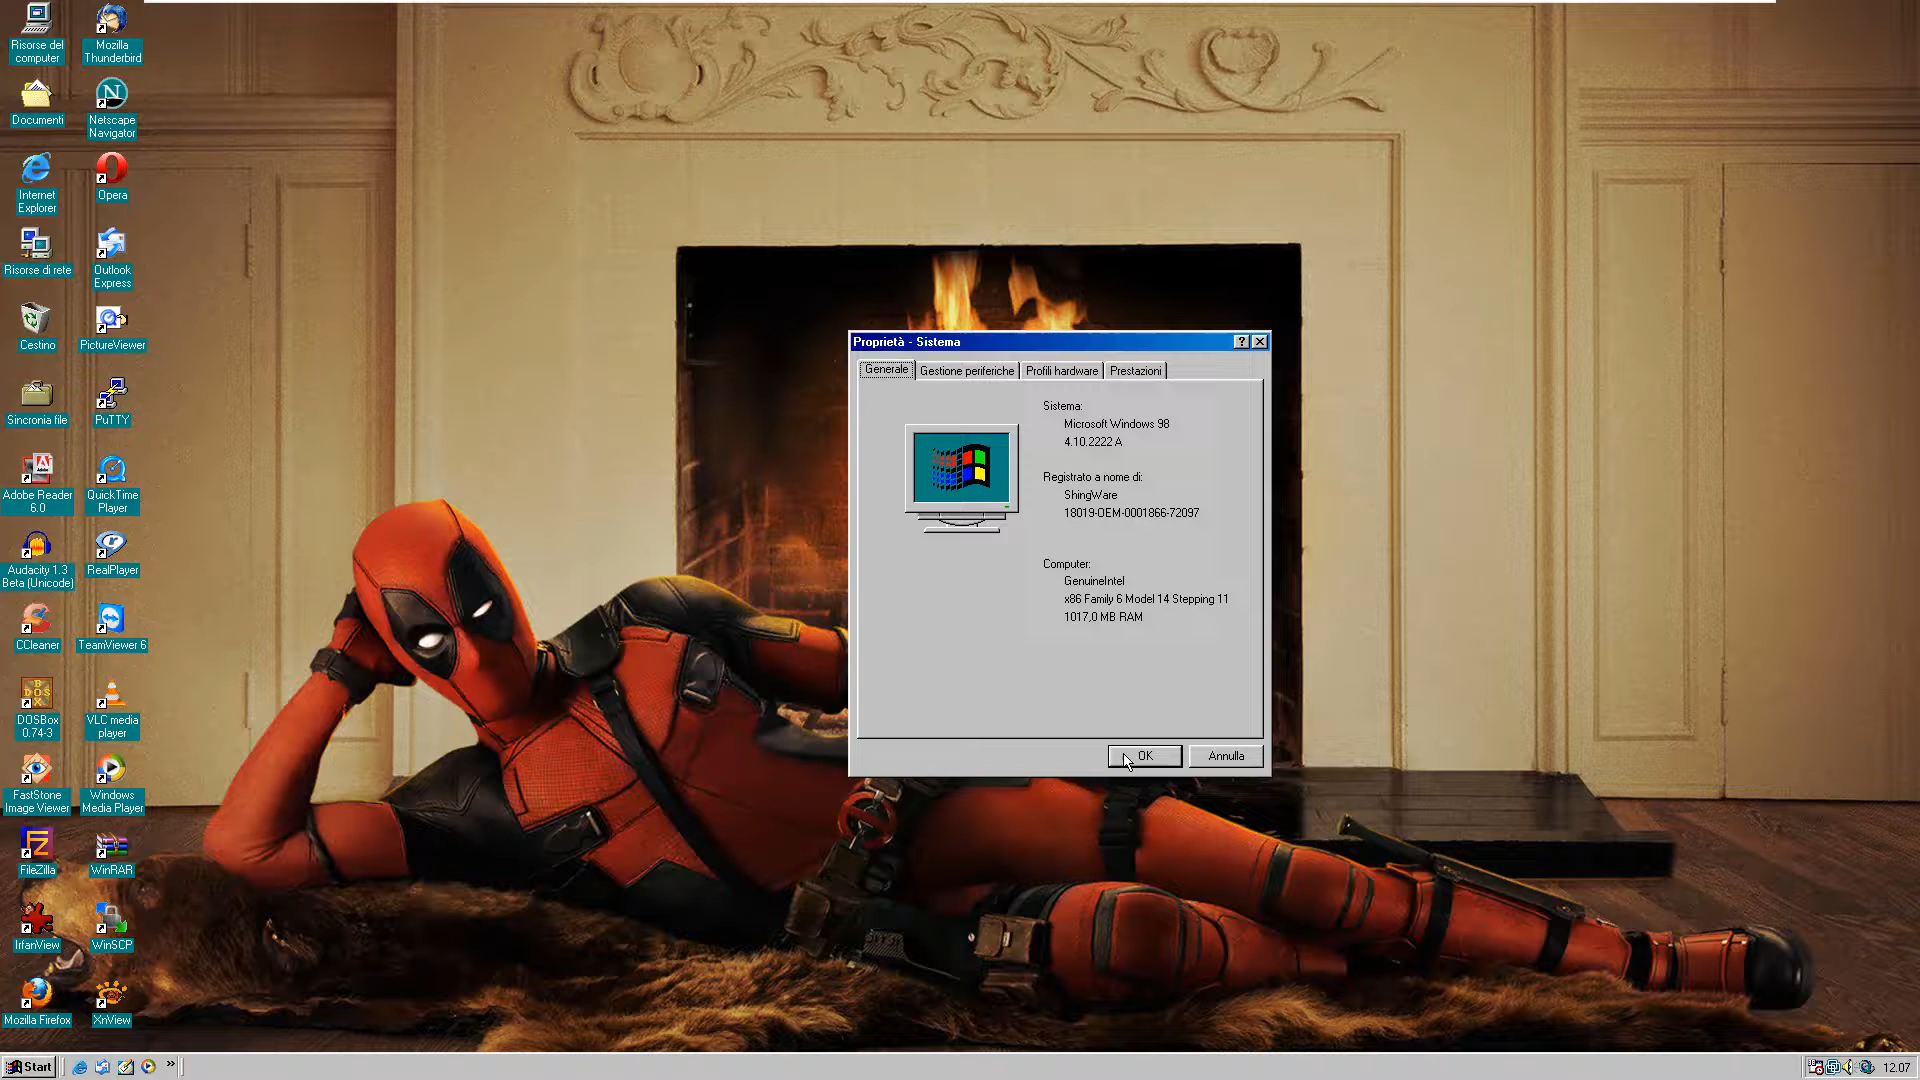 Risorse del
computer
Mozilla
Thunderbird
Documenti
Netscape
Navigator
Internet
Explorer
Opera
Risorse di rete
Outlook
Express
Cestino
PictureViewer
Sincronia file
PuTTY
Adobe Reader
6.0
QuickTime
Player
Audacity 1.3
Beta (Unicode)
RealPlayer
CCleaner
TeamViewer 6
DOSBox
0.74-3
VLC media
player
FastStone
Image Viewer
Windows
Media Player
FileZilla
WinRAR
IrfanView
WinSCP
Mozilla Firefox
XnView
Proprietà - Sistema
Generale
Gestione periferiche
Profili hardware
Prestazioni
Sistema:
Microsoft Windows 98
4.10.2222 A
Registrato a nome di:
ShingWare
18019-OEM-0001866-72097
Computer:
GenuineIntel
x86 Family 6 Model 14 Stepping 11
1017,0 MB RAM
OK
Annulla
Start
12.07